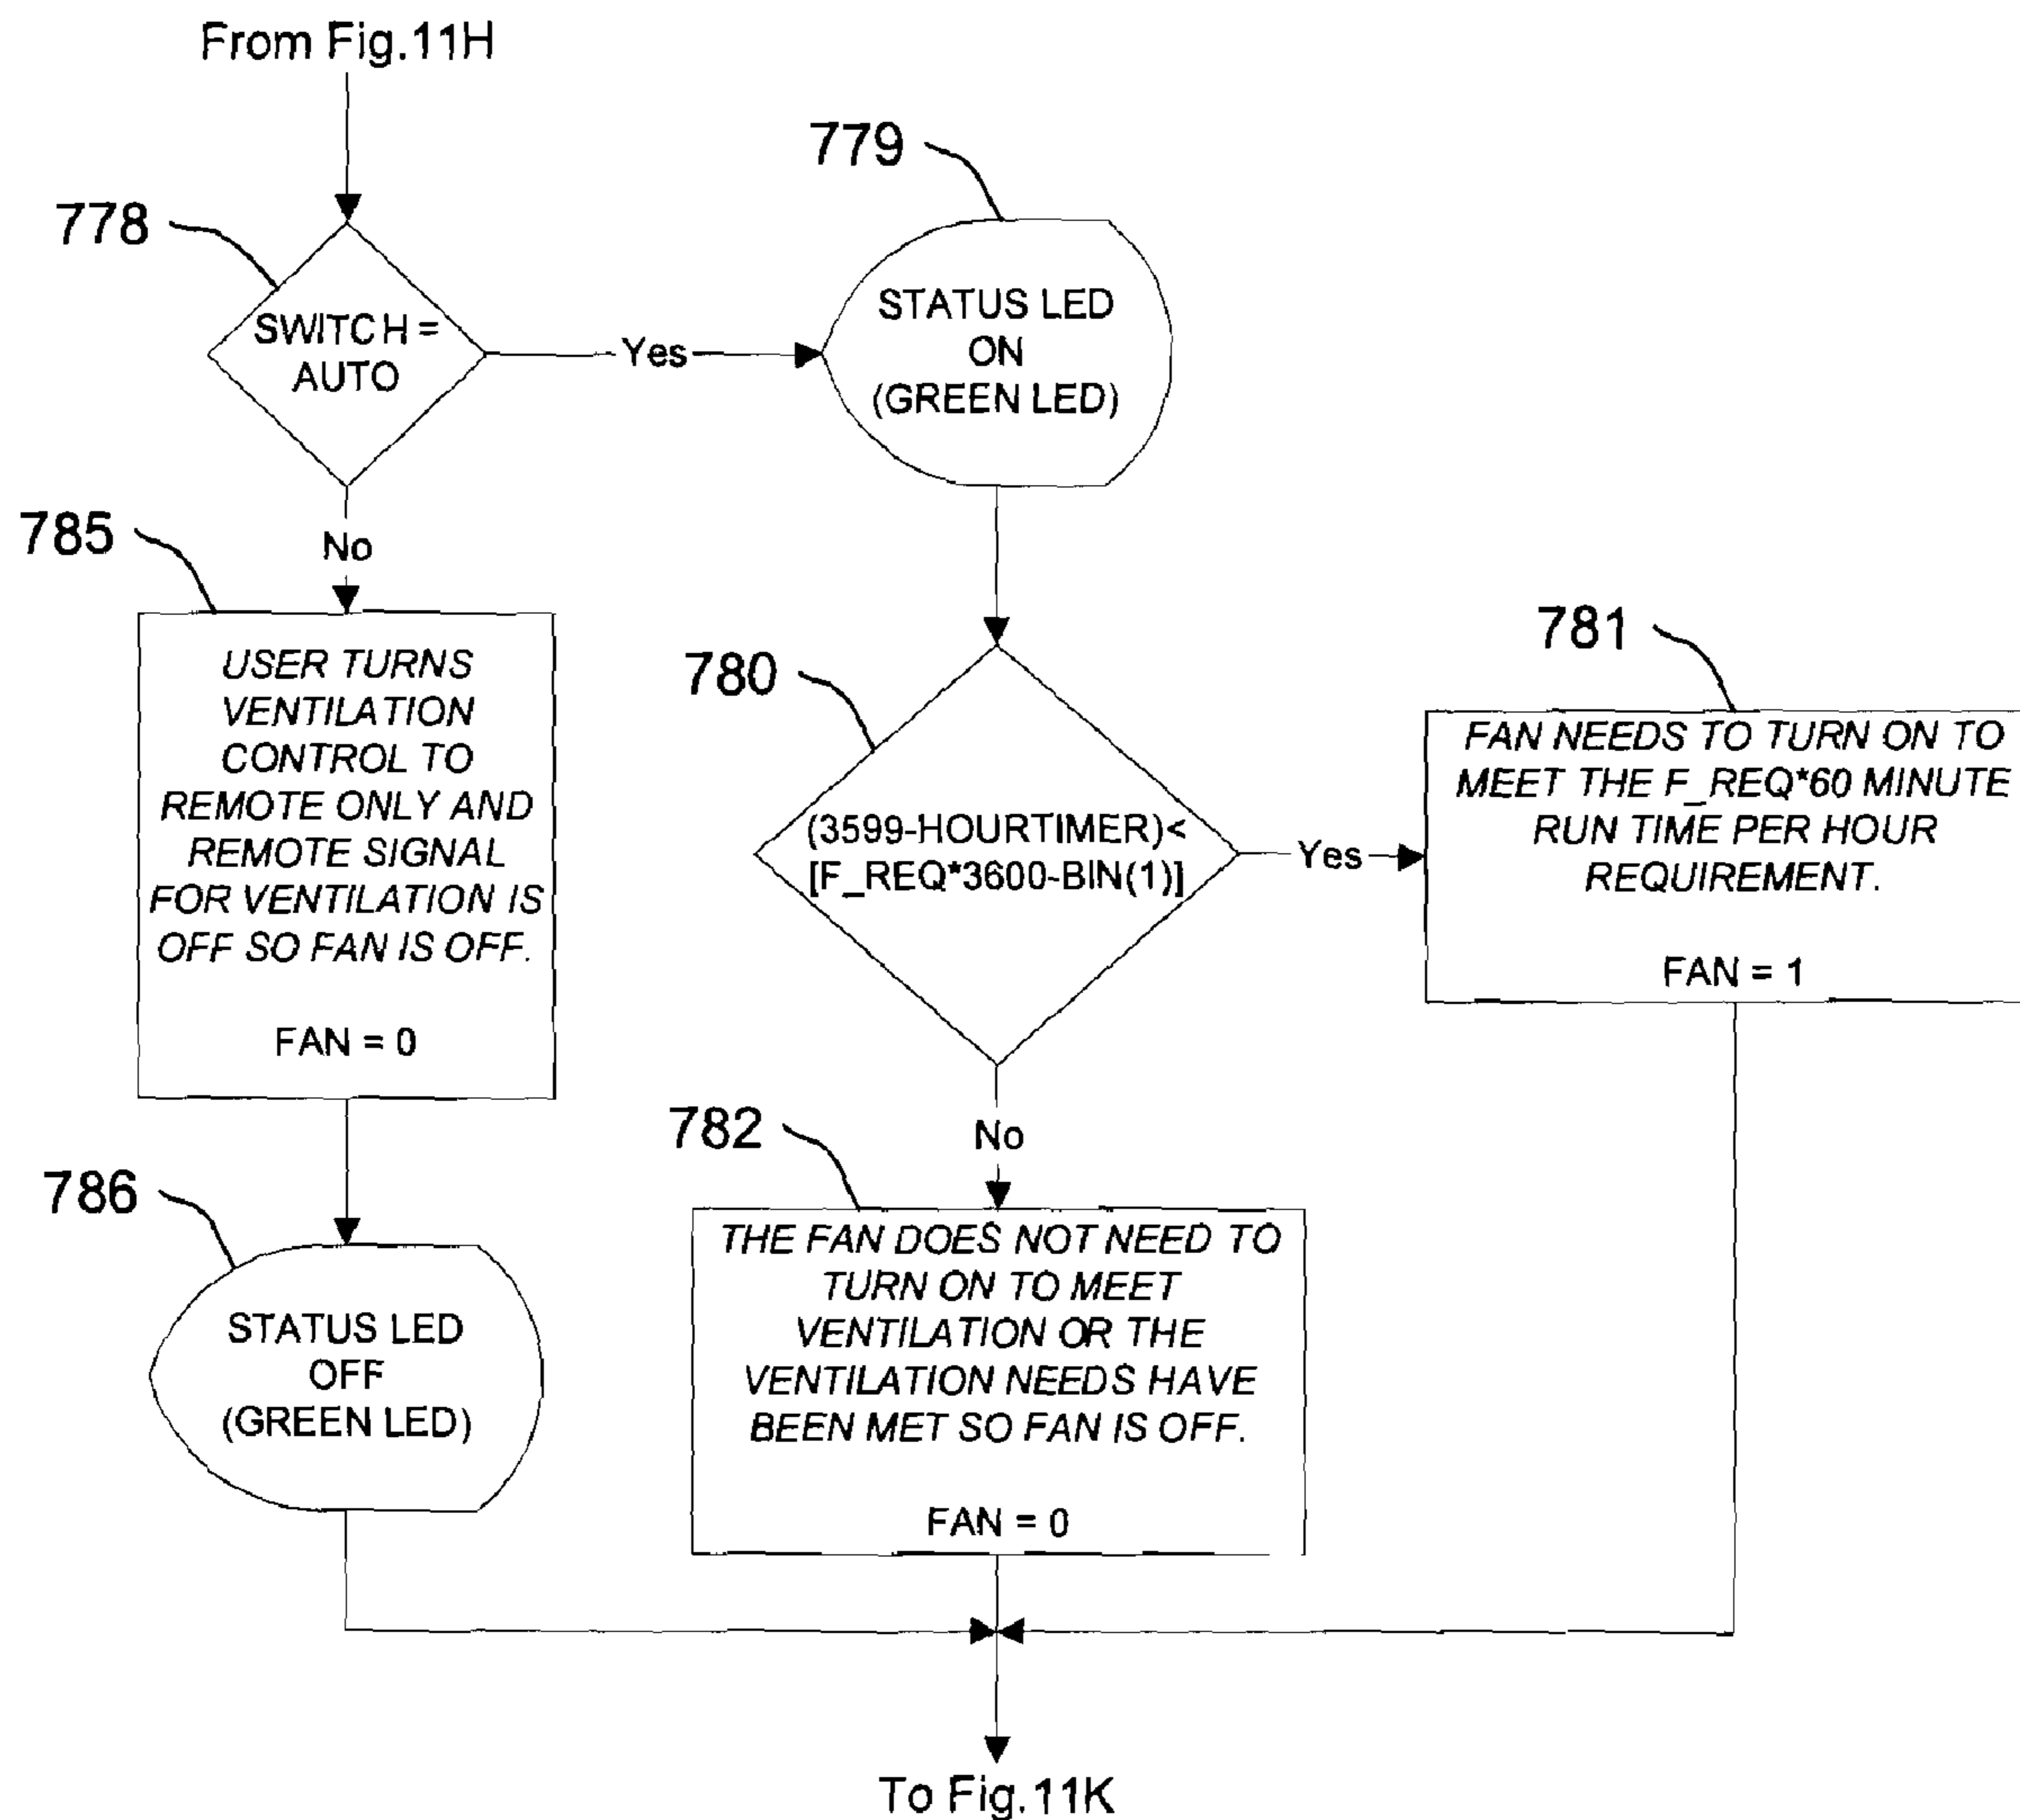 From Fig.11H
778
SWITCH =
AUTO
Yes
779
STATUS LED
ON
(GREEN LED)
No
785
USER TURNS
VENTILATION
CONTROL TO
REMOTE ONLY AND
REMOTE SIGNAL
FOR VENTILATION IS
OFF SO FAN IS OFF.
FAN = 0
780
(3599-HOURTIMER)<
[F_REQ*3600-BIN(1)]
Yes
781
FAN NEEDS TO TURN ON TO
MEET THE F_REQ*60 MINUTE
RUN TIME PER HOUR
REQUIREMENT.
FAN = 1
No
782
THE FAN DOES NOT NEED TO
TURN ON TO MEET
VENTILATION OR THE
VENTILATION NEEDS HAVE
BEEN MET SO FAN IS OFF.
FAN = 0
786
STATUS LED
OFF
(GREEN LED)
To Fig.11K